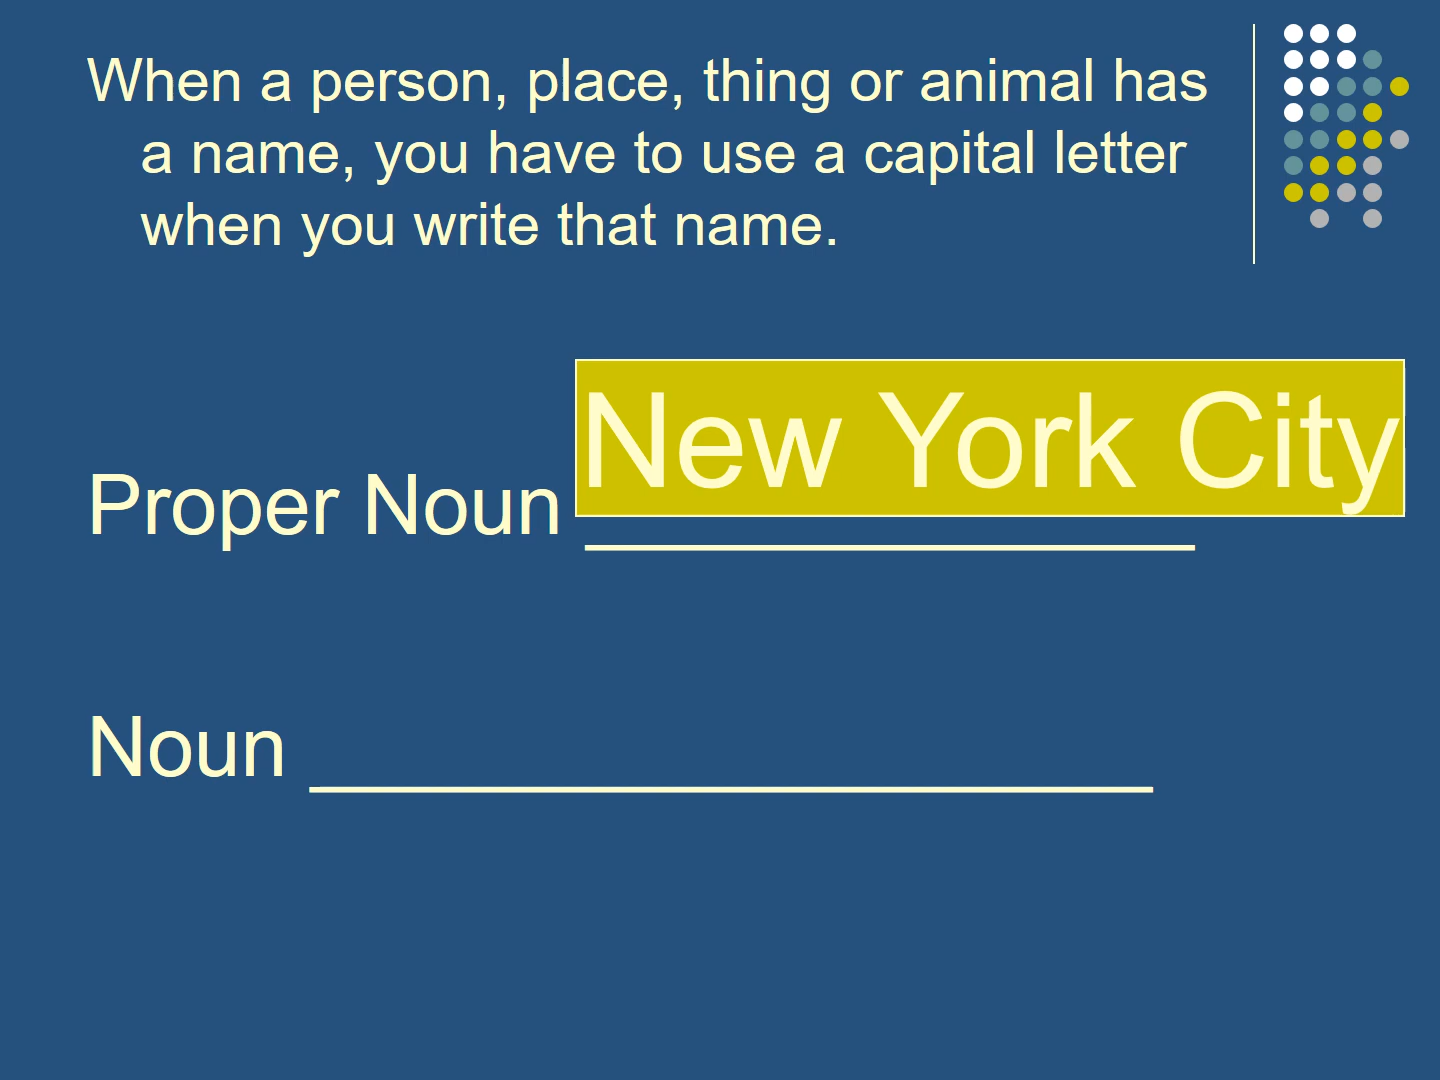 When a person, place, thing or animal has
a name, you have to use a capital letter
when you write that name.
New York City
Proper Noun _______________
Noun ____________________